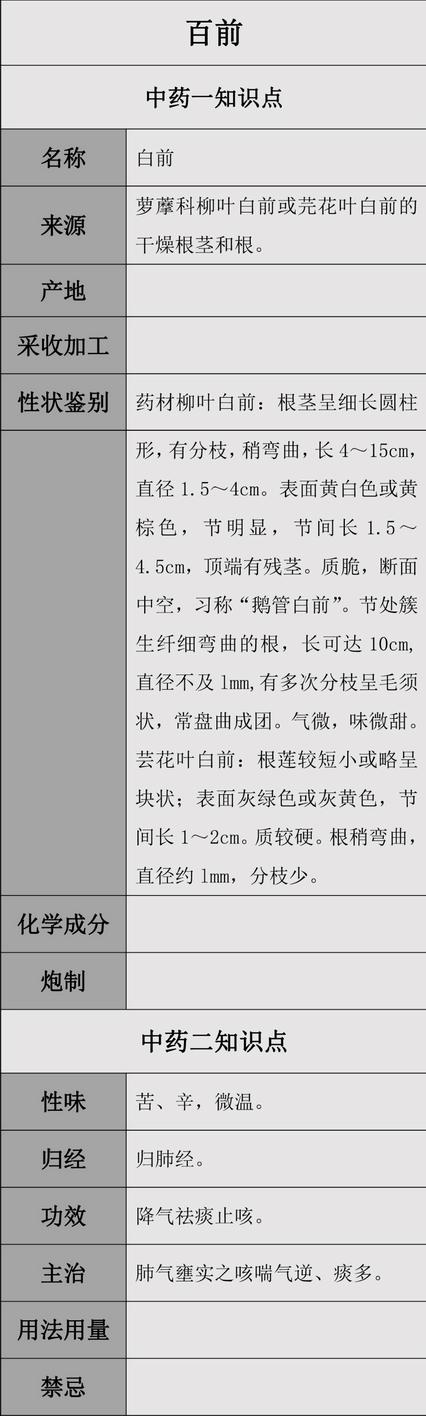 百前
中药一知识点
名称 白前
来源 萝藦科柳叶白前或芫花叶白前的
干燥根茎和根。
产地
采收加工
性状鉴别 药材柳叶白前：根茎呈细长圆柱
形，有分枝，稍弯曲，长 4～15cm，
直径 1.5～4cm。表面黄白色或黄
棕色，节明显，节间长 1.5～
4.5cm，顶端有残茎。质脆，断面
中空，习称“鹅管白前”。节处簇
生纤细弯曲的根，长可达 10cm,
直径不及 lmm,有多次分枝呈毛须
状，常盘曲成团。气微，味微甜。
芸花叶白前：根莲较短小或略呈
块状；表面灰绿色或灰黄色，节
间长 1～2cm。质较硬。根稍弯曲，
直径约 lmm，分枝少。
化学成分
炮制
中药二知识点
性味 苦、辛，微温。
归经 归肺经。
功效 降气祛痰止咳。
主治 肺气壅实之咳喘气逆、痰多。
用法用量
禁忌